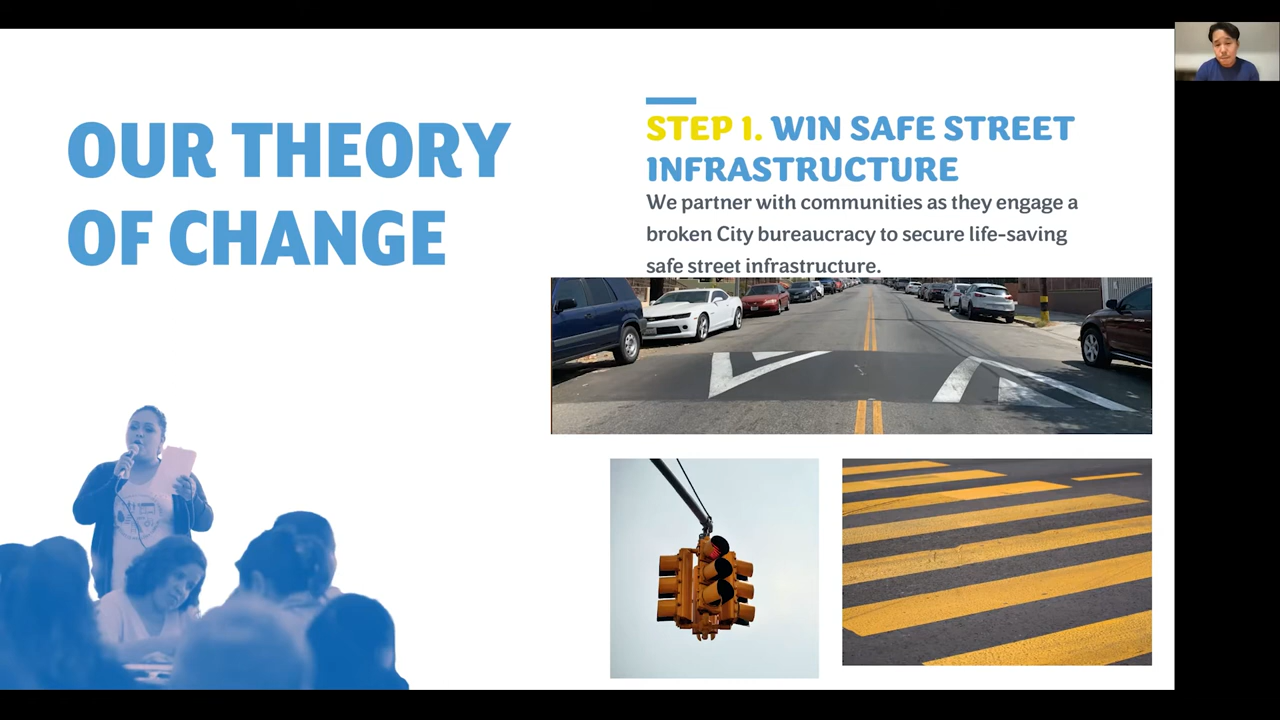 OUR THEORY
OF CHANGE
STEP 1. WIN SAFE STREET
INFRASTRUCTURE
We partner with communities as they engage a
broken City bureaucracy to secure life-saving
safe street infrastructure.